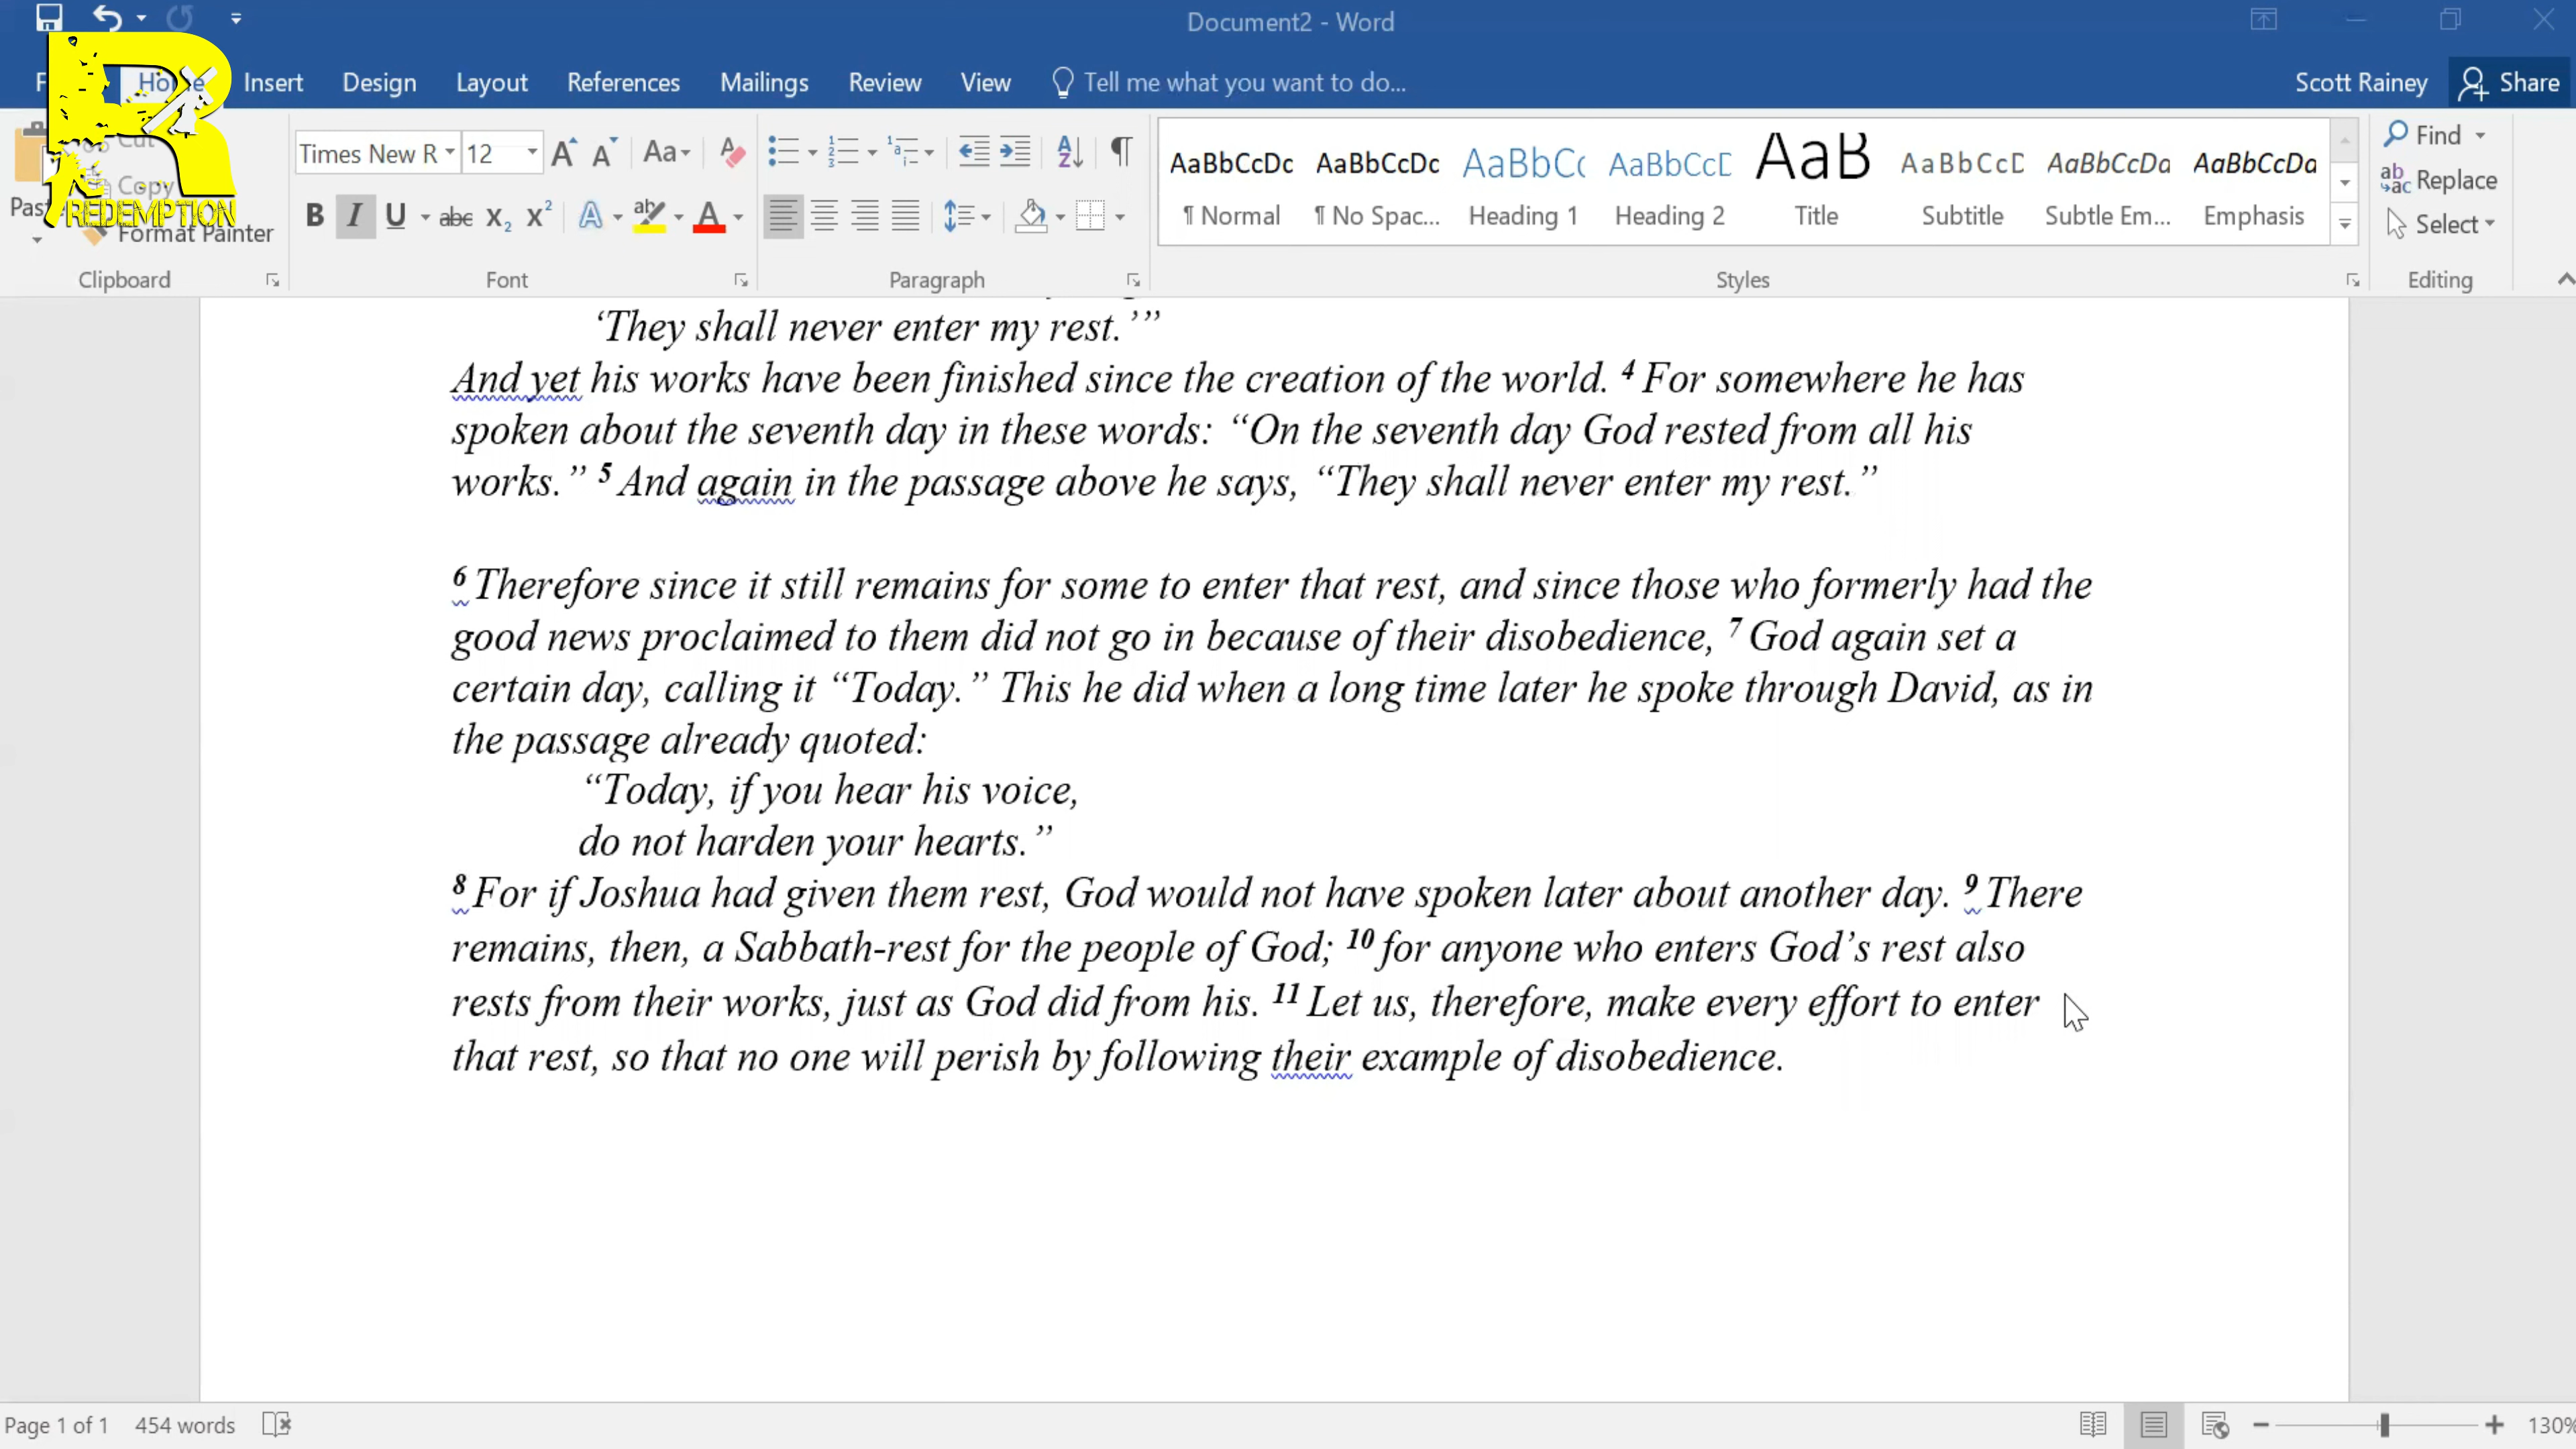 Document2 - Word
Home Insert Design Layout References Mailings Review View Tell me what you want to do... Scott Rainey Share
Times New R 12 Aa
AaBbCcDc AaBbCcDc AaBbCc AaBbCcD AaB AaBbCcD AaBbCcDa AaBbCcDa
Find
Cut
Copy
Replace
REDEMPTION
Format Painter
B I U abc X₂ X² A ab A
¶ Normal ¶ No Spac... Heading 1 Heading 2 Title Subtitle Subtle Em... Emphasis
Select
Clipboard Font Paragraph Styles Editing
‘They shall never enter my rest.’”
And yet his works have been finished since the creation of the world. 4 For somewhere he has
spoken about the seventh day in these words: “On the seventh day God rested from all his
works.” 5 And again in the passage above he says, “They shall never enter my rest.”
6 Therefore since it still remains for some to enter that rest, and since those who formerly had the
good news proclaimed to them did not go in because of their disobedience, 7 God again set a
certain day, calling it “Today.” This he did when a long time later he spoke through David, as in
the passage already quoted:
“Today, if you hear his voice,
do not harden your hearts.”
8 For if Joshua had given them rest, God would not have spoken later about another day. 9 There
remains, then, a Sabbath-rest for the people of God; 10 for anyone who enters God’s rest also
rests from their works, just as God did from his. 11 Let us, therefore, make every effort to enter
that rest, so that no one will perish by following their example of disobedience.
Page 1 of 1 454 words 130%